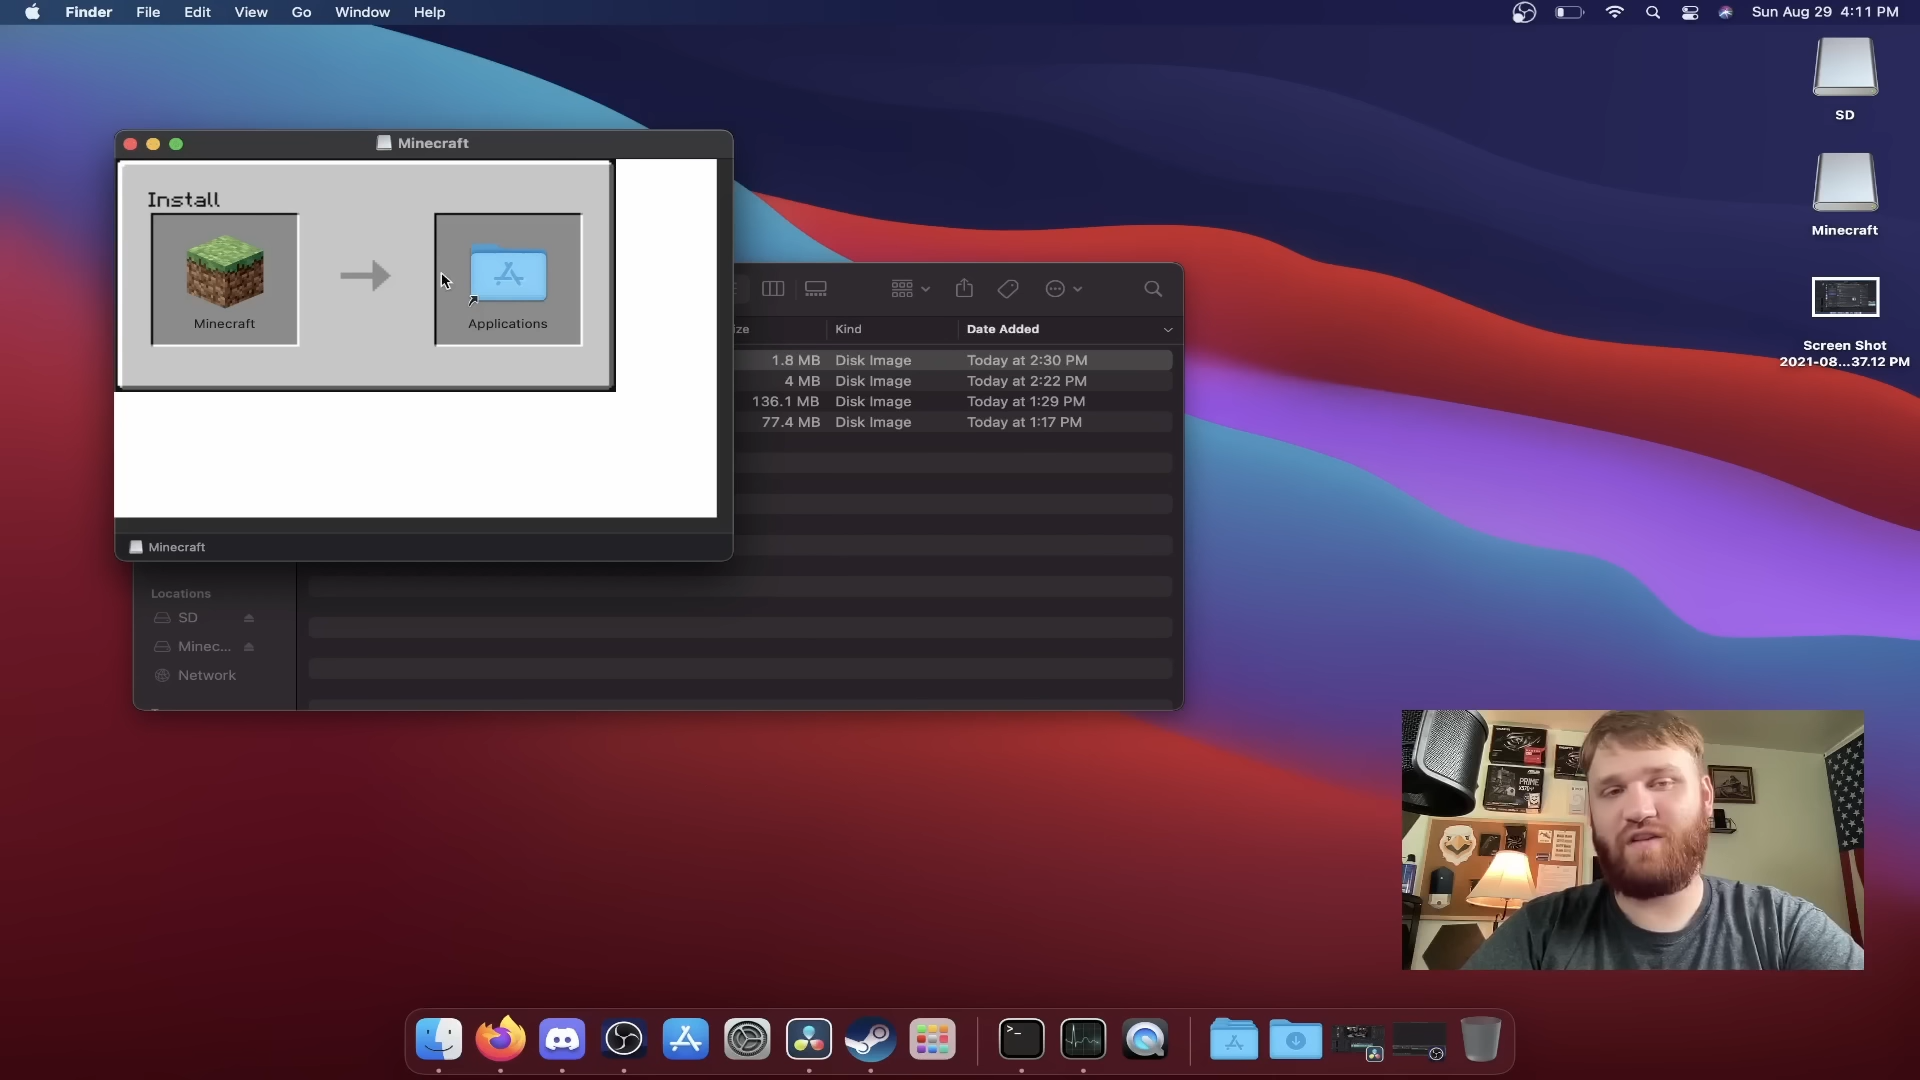 Finder File Edit View Go Window Help
Sun Aug 29 4:11 PM
SD
Minecraft
Screen Shot
2021-08...37.12 PM
Minecraft
Install
Minecraft
Applications
Minecraft
ize Kind Date Added
1.8 MB Disk Image Today at 2:30 PM
4 MB Disk Image Today at 2:22 PM
136.1 MB Disk Image Today at 1:29 PM
77.4 MB Disk Image Today at 1:17 PM
Locations
SD
Minec...
Network
PRIME